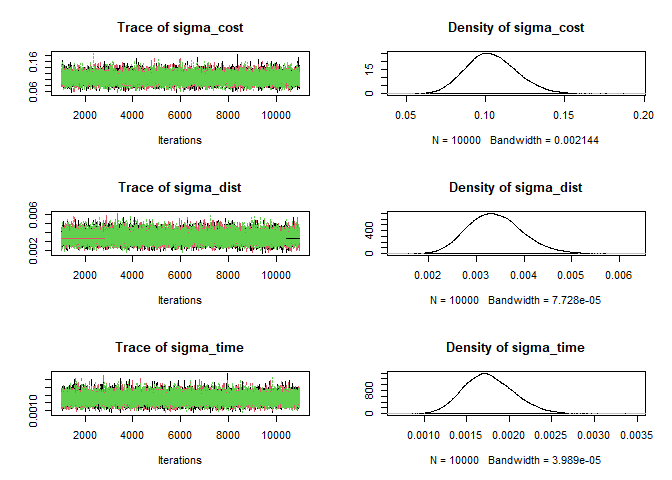 Trace of sigma_cost
0.06 0.16
2000 4000 6000 8000 10000
Iterations
Density of sigma_cost
0 15
0.05 0.10 0.15 0.20
N = 10000 Bandwidth = 0.002144
Trace of sigma_dist
0.002 0.006
2000 4000 6000 8000 10000
Iterations
Density of sigma_dist
0 400
0.002 0.003 0.004 0.005 0.006
N = 10000 Bandwidth = 7.728e-05
Trace of sigma_time
0.0010
2000 4000 6000 8000 10000
Iterations
Density of sigma_time
0 800
0.0010 0.0015 0.0020 0.0025 0.0030 0.0035
N = 10000 Bandwidth = 3.989e-05